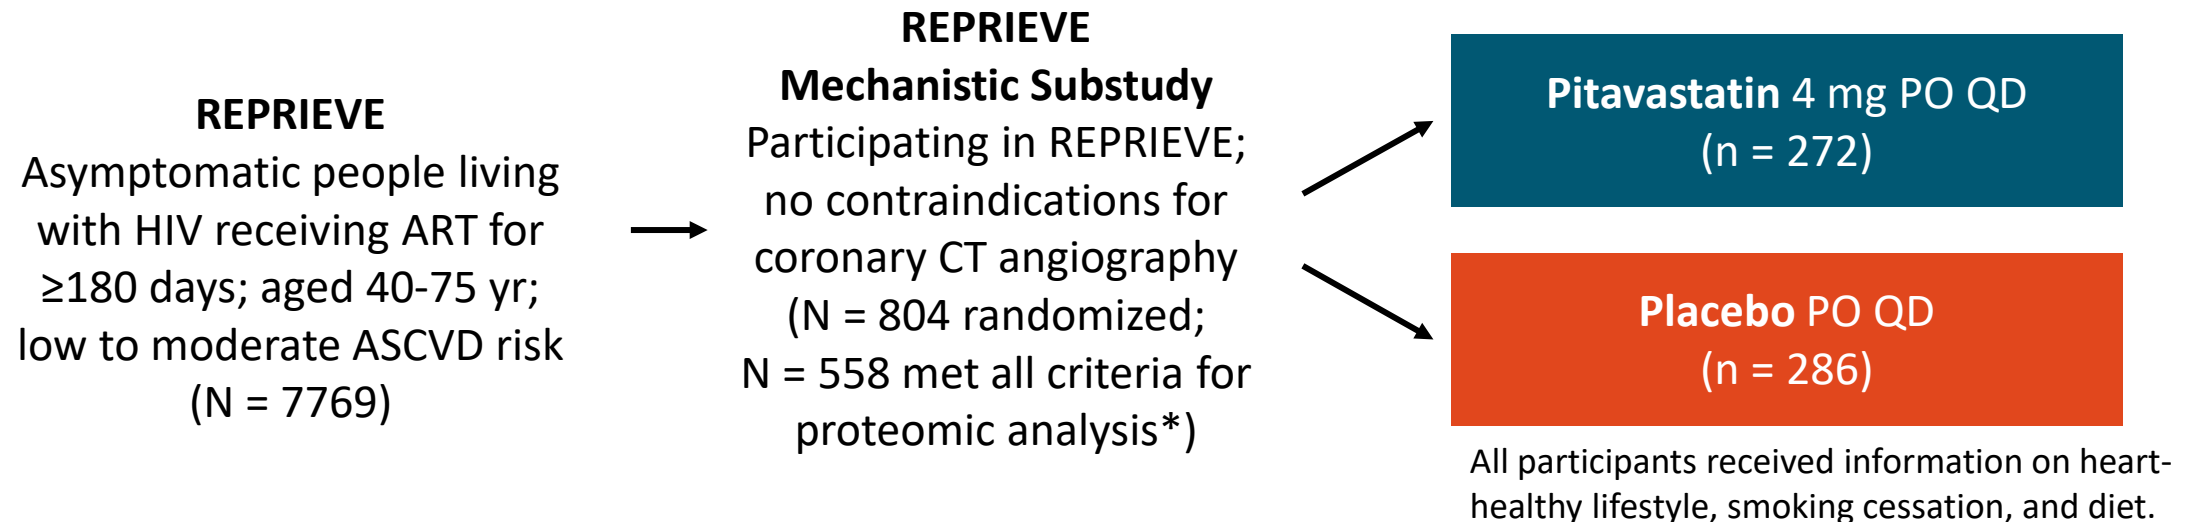 REPRIEVE
Asymptomatic people living
with HIV receiving ART for
≥180 days; aged 40-75 yr;
low to moderate ASCVD risk
(N = 7769)
REPRIEVE
Mechanistic Substudy
Participating in REPRIEVE;
no contraindications for
coronary CT angiography
(N = 804 randomized;
N = 558 met all criteria for
proteomic analysis*)
Pitavastatin 4 mg PO QD
(n = 272)
Placebo PO QD
(n = 286)
All participants received information on heart-
healthy lifestyle, smoking cessation, and diet.